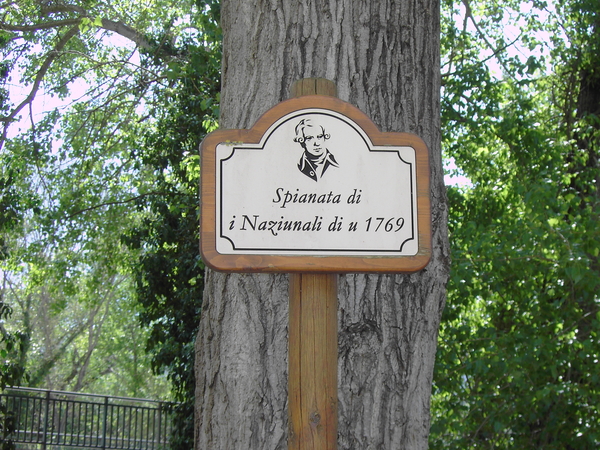 Spianata di
i Naziunali di u 1769